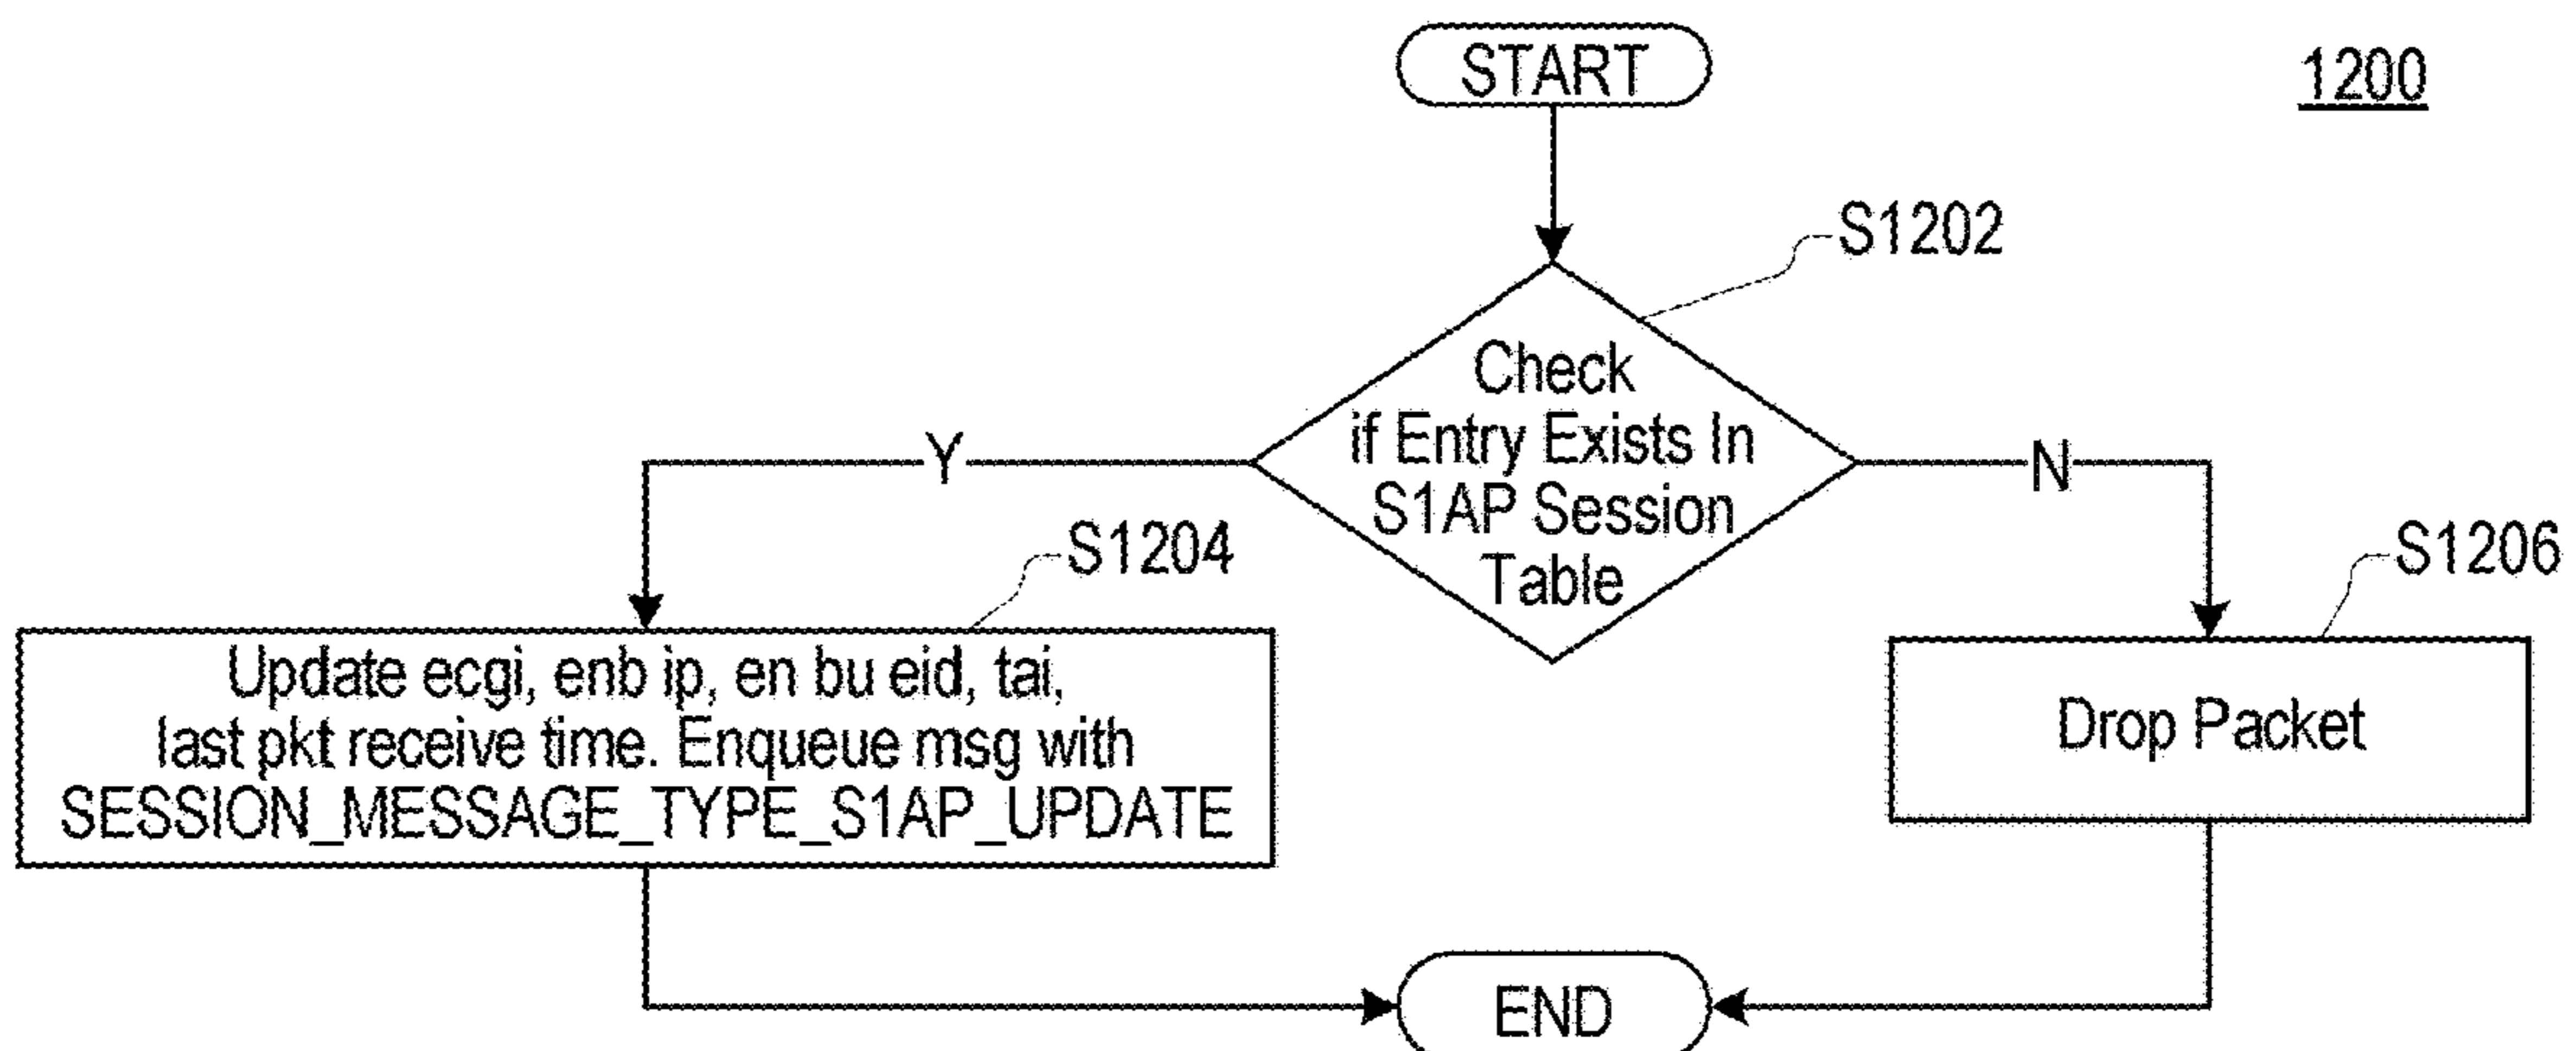 START
1200
S1202
Check
if Entry Exists In
S1AP Session
Table
Y
N
S1204
S1206
Update ecgi, enb ip, en bu eid, tai,
last pkt receive time. Enqueue msg with
SESSION_MESSAGE_TYPE_S1AP_UPDATE
Drop Packet
END